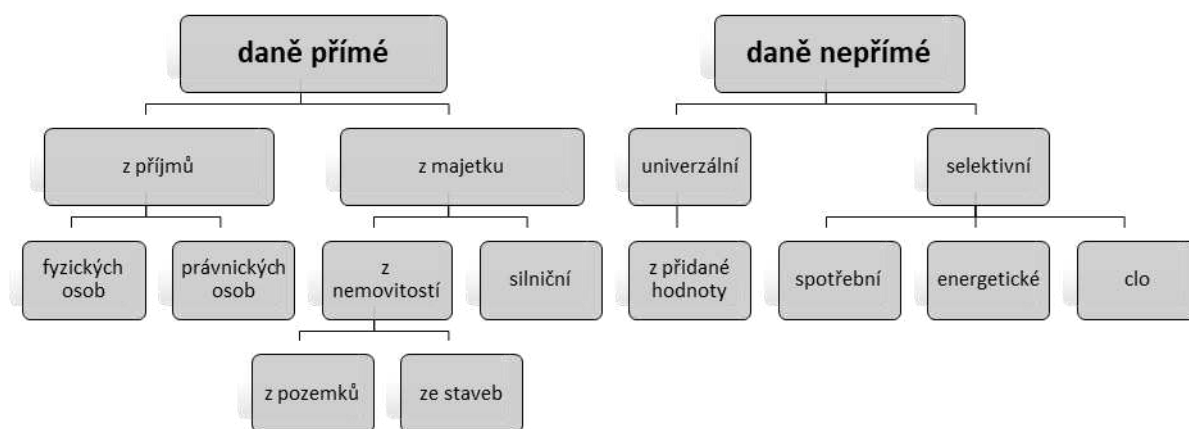 daně přímé
daně nepřímé
z příjmů
z majetku
univerzální
selektivní
fyzických
osob
právnických
osob
z
nemovitostí
silniční
z přidané
hodnoty
spotřební
energetické
clo
z pozemků
ze staveb